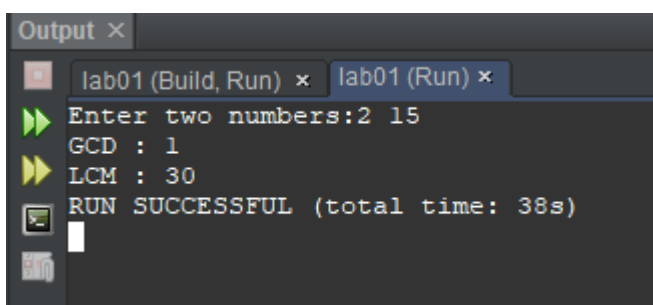 Output ×
lab01 (Build, Run) × lab01 (Run) ×
Enter two numbers:2 15
GCD : 1
LCM : 30
RUN SUCCESSFUL (total time: 38s)